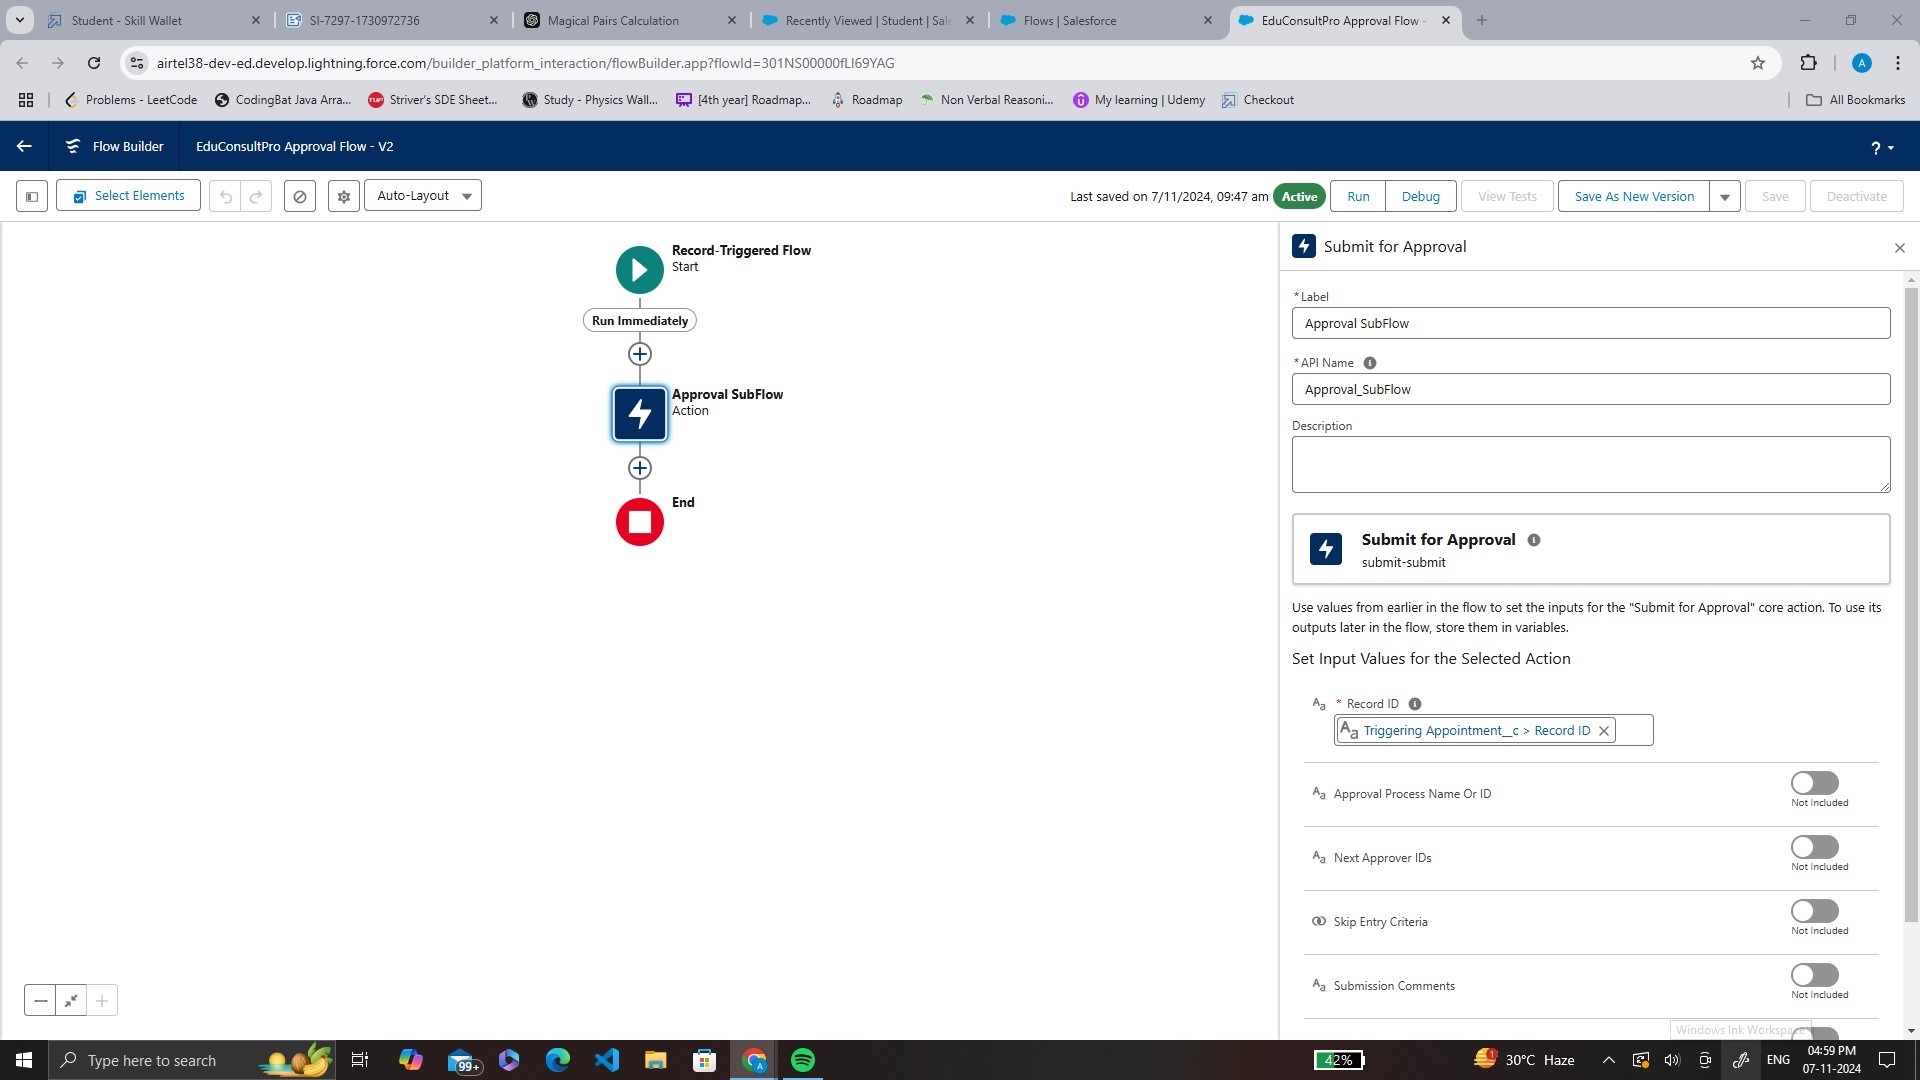 Student - Skill Wallet
SI-7297-1730972736
Magical Pairs Calculation
Recently Viewed | Student | Sale
Flows | Salesforce
EduConsultPro Approval Flow -
airtel38-dev-ed.develop.lightning.force.com/builder_platform_interaction/flowBuilder.app?flowId=301NS00000fLI69YAG
A
Problems - LeetCode
CodingBat Java Arra...
TUF
Striver's SDE Sheet...
Study - Physics Wall...
[4th year] Roadmap...
Roadmap
Non Verbal Reasoni...
My learning | Udemy
Checkout
All Bookmarks
Flow Builder
EduConsultPro Approval Flow - V2
?
Select Elements
Auto-Layout
Last saved on 7/11/2024, 09:47 am
Active
Run
Debug
View Tests
Save As New Version
Save
Deactivate
Record-Triggered Flow
Start
Run Immediately
Approval SubFlow
Action
End
Submit for Approval
* Label
Approval SubFlow
* API Name
Approval_SubFlow
Description
Submit for Approval
submit-submit
Use values from earlier in the flow to set the inputs for the "Submit for Approval" core action. To use its
outputs later in the flow, store them in variables.
Set Input Values for the Selected Action
Aa * Record ID
Aa Triggering Appointment__c > Record ID
Aa Approval Process Name Or ID
Not Included
Aa Next Approver IDs
Not Included
Skip Entry Criteria
Not Included
Aa Submission Comments
Not Included
Windows Ink Workspace
Type here to search
99+
A
42%
1
30°C Haze
ENG
04:59 PM
07-11-2024